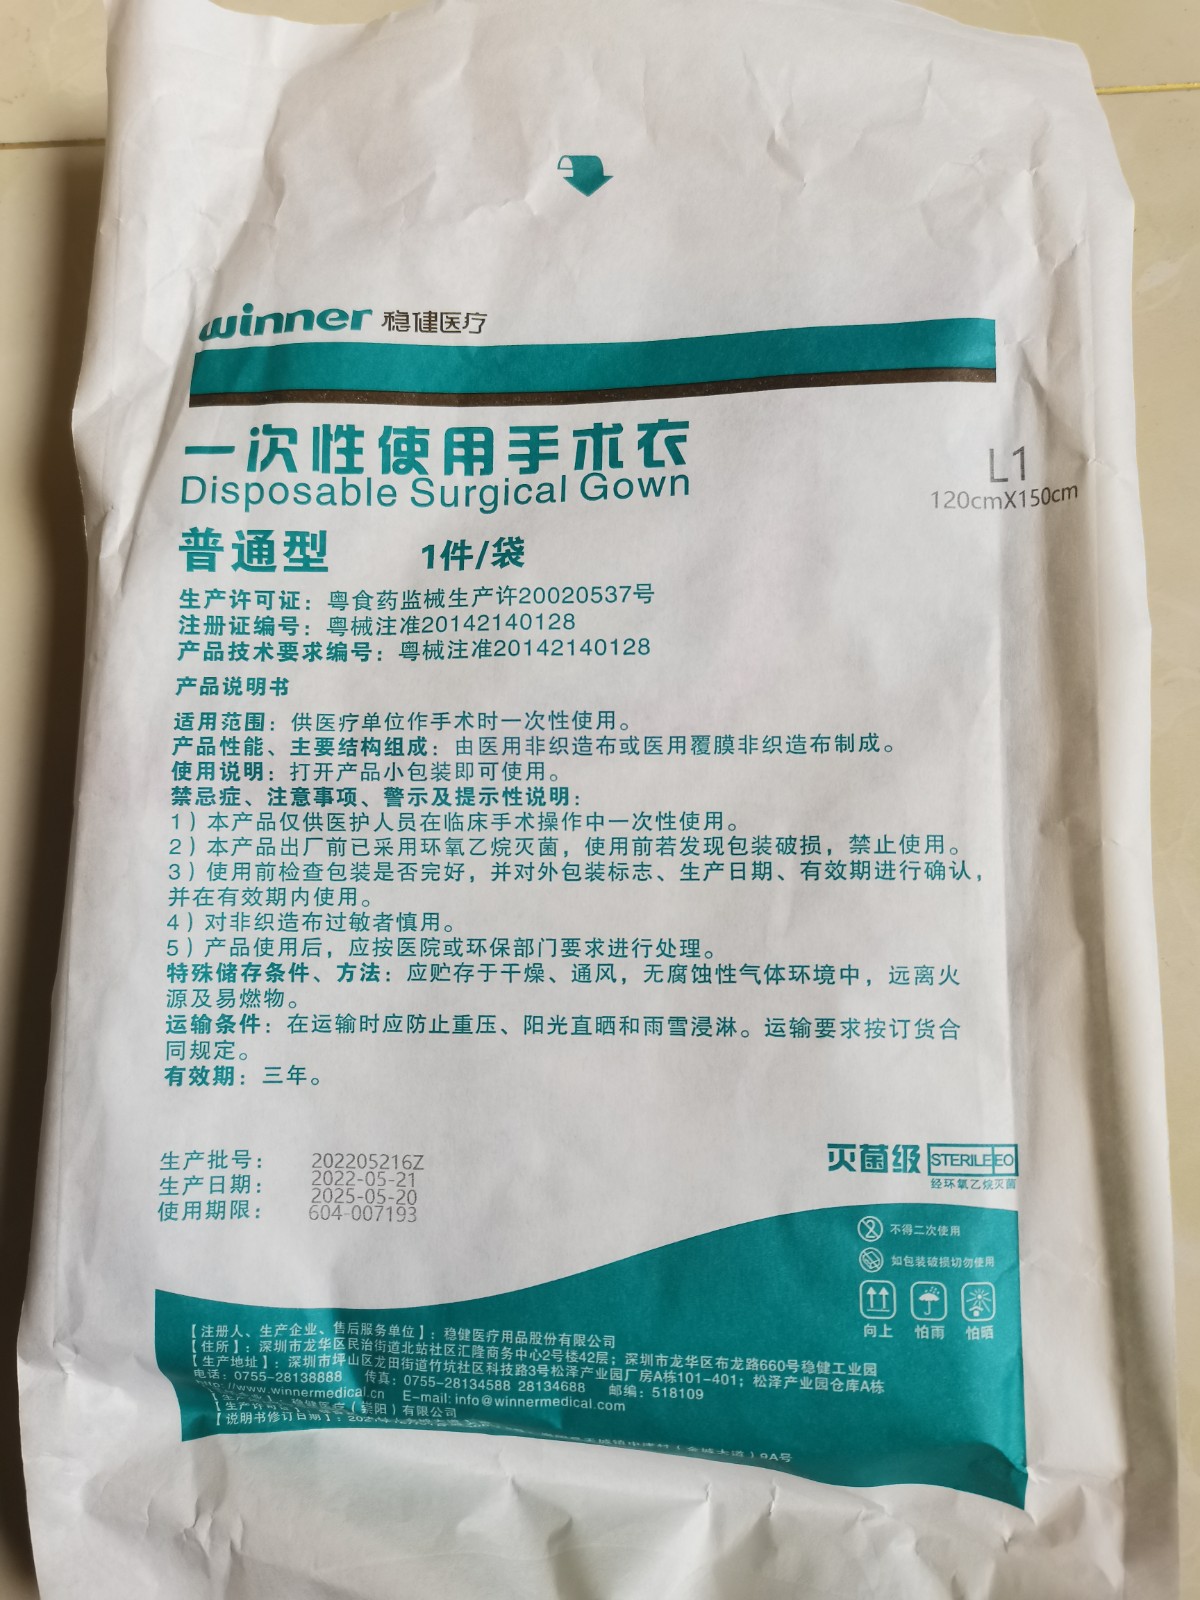 winner 稳健医疗
一次性使用手术衣
Disposable Surgical Gown
L1
120cmX150cm
普通型 1件/袋
生产许可证：粤食药监械生产许20020537号
注册证编号：粤械注准20142140128
产品技术要求编号：粤械注准20142140128
产品说明书
适用范围：供医疗单位作手术时一次性使用。
产品性能、主要结构组成：由医用非织造布或医用覆膜非织造布制成。
使用说明：打开产品小包装即可使用。
禁忌症、注意事项、警示及提示性说明：
1）本产品仅供医护人员在临床手术操作中一次性使用。
2）本产品出厂前已采用环氧乙烷灭菌，使用前若发现包装破损，禁止使用。
3）使用前检查包装是否完好，并对外包装标志、生产日期、有效期进行确认，
并在有效期内使用。
4）对非织造布过敏者慎用。
5）产品使用后，应按医院或环保部门要求进行处理。
特殊储存条件、方法：应贮存于干燥、通风，无腐蚀性气体环境中，远离火
源及易燃物。
运输条件：在运输时应防止重压、阳光直晒和雨雪浸淋。运输要求按订货合
同规定。
有效期：三年。
生产批号： 202205216Z
生产日期： 2022-05-21
使用期限： 2025-05-20
604-007193
灭菌级 STERILE EO
经环氧乙烷灭菌
2 不得二次使用
如包装破损切勿使用
向上 怕雨 怕晒
【注册人、生产企业、售后服务单位】：稳健医疗用品股份有限公司
【住所】：深圳市龙华区民治街道北站社区汇隆商务中心2号楼42层；深圳市龙华区布龙路660号稳健工业园
【生产地址】：深圳市坪山区龙田街道竹坑社区科技路3号松泽产业园厂房A栋101-401；松泽产业园仓库A栋
电话：0755-28138888 传真：0755-28134588 28134688 邮编：518109
http://www.winnermedical.cn E-mail: info@winnermedical.com
稳健医疗（崇阳）有限公司
（金城大道）9A号
【说明书修订日期】：